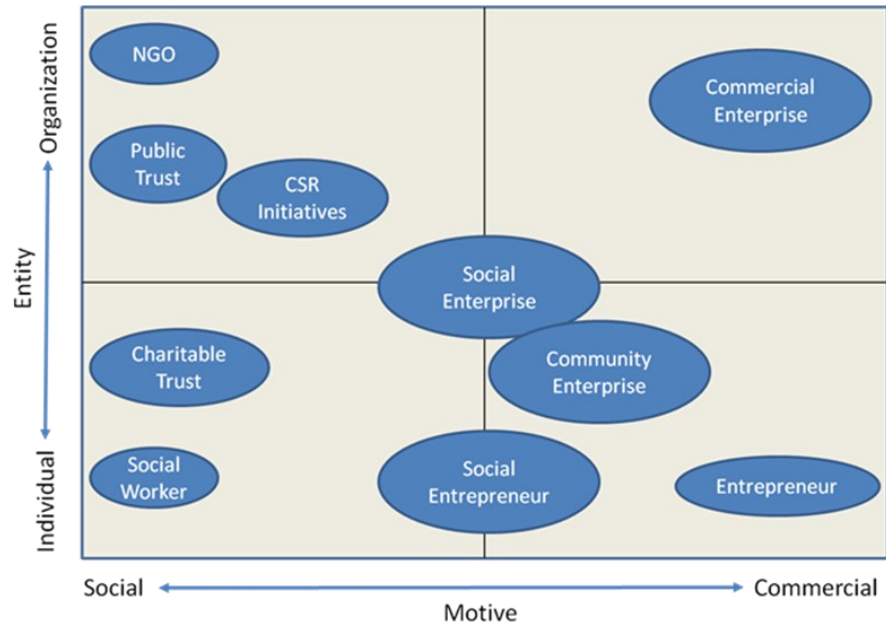 NGO
Commercial
Enterprise
Public
Trust
CSR
Initiatives
Social
Enterprise
Charitable
Trust
Community
Enterprise
Social
Worker
Social
Entrepreneur
Entrepreneur
Organization
Entity
Individual
Social
Commercial
Motive